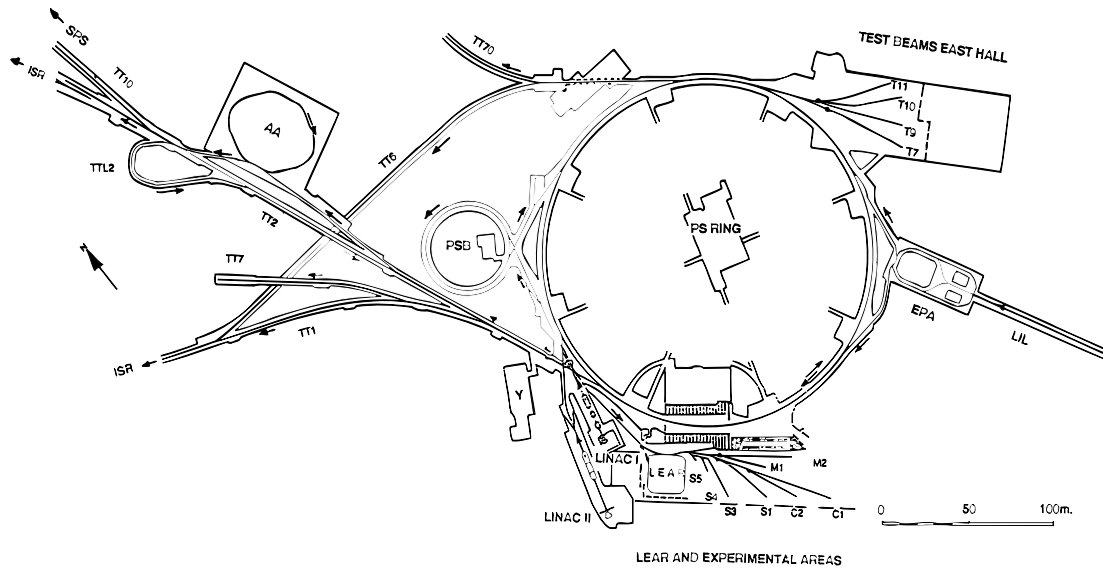 SPS
ISR
TT10
TT70
TEST BEAMS EAST HALL
T11
T10
T9
T7
AA
TTL2
TT6
TT2
PSB
PS RING
N
TT7
TT1
ISR
EPA
LIL
Y
LINAC I
LINAC II
LEAR
S5
S4
S3
S1
C2
C1
M1
M2
0 50 100m.
LEAR AND EXPERIMENTAL AREAS